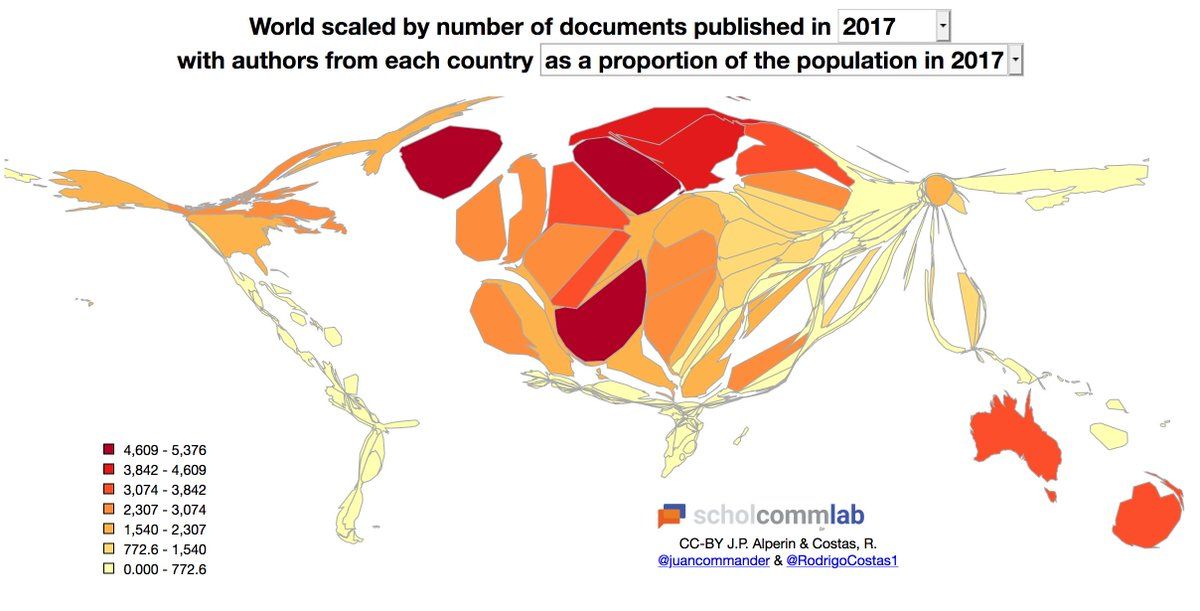 World scaled by number of documents published in 2017
with authors from each country as a proportion of the population in 2017
4,609 - 5,376
3,842 - 4,609
3,074 - 3,842
2,307 - 3,074
1,540 - 2,307
772.6 - 1,540
0.000 - 772.6
scholcommlab
CC-BY J.P. Alperin & Costas, R.
@juancommander & @RodrigoCostas1